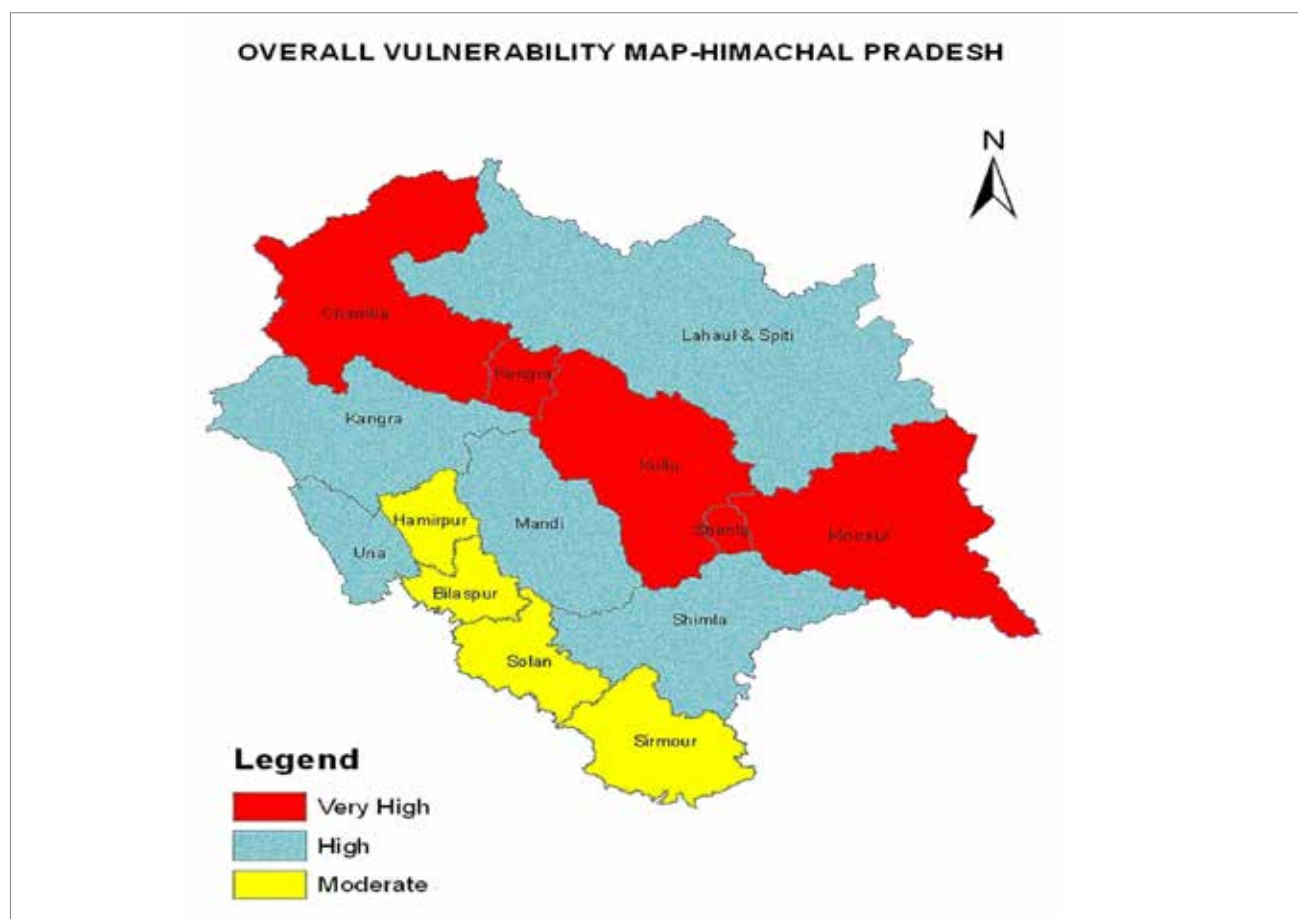 OVERALL VULNERABILITY MAP-HIMACHAL PRADESH
N
Chamba
Lahaul & Spiti
Kangra
Kangra
Kullu
Hamirpur
Mandi
Shimla
Kinnaur
Una
Bilaspur
Shimla
Solan
Sirmour
Legend
Very High
High
Moderate